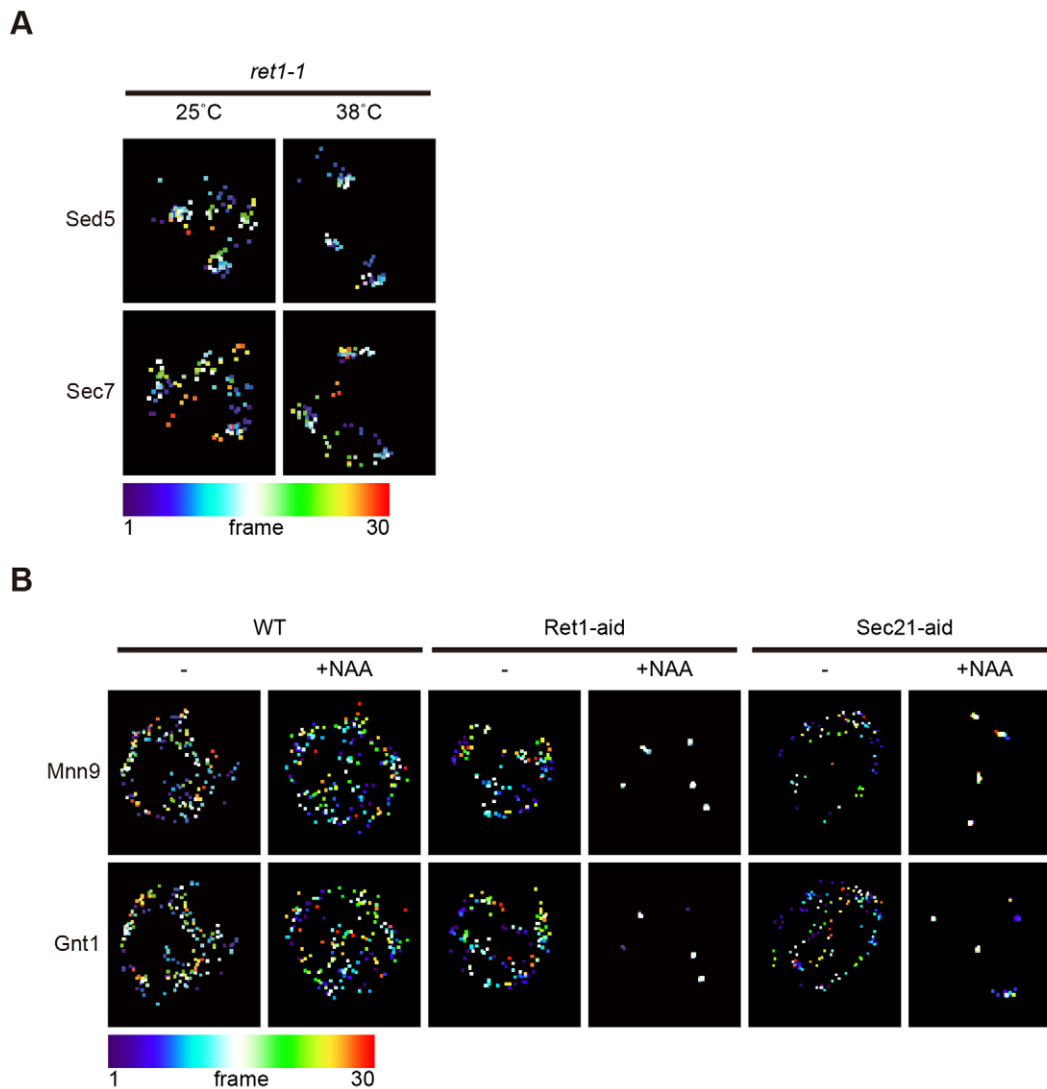 A
ret1-1
25˚C 38˚C
Sed5
Sec7
1 frame 30
B
WT Ret1-aid Sec21-aid
- +NAA - +NAA - +NAA
Mnn9
Gnt1
1 frame 30